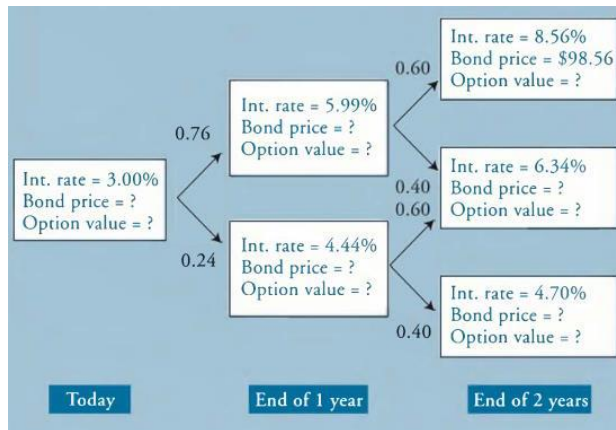 Int. rate = 3.00%
Bond price = ?
Option value = ?
0.76
0.24
Int. rate = 5.99%
Bond price = ?
Option value = ?
Int. rate = 4.44%
Bond price = ?
Option value = ?
0.60
0.40
0.60
0.40
Int. rate = 8.56%
Bond price = $98.56
Option value = ?
Int. rate = 6.34%
Bond price = ?
Option value = ?
Int. rate = 4.70%
Bond price = ?
Option value = ?
Today
End of 1 year
End of 2 years